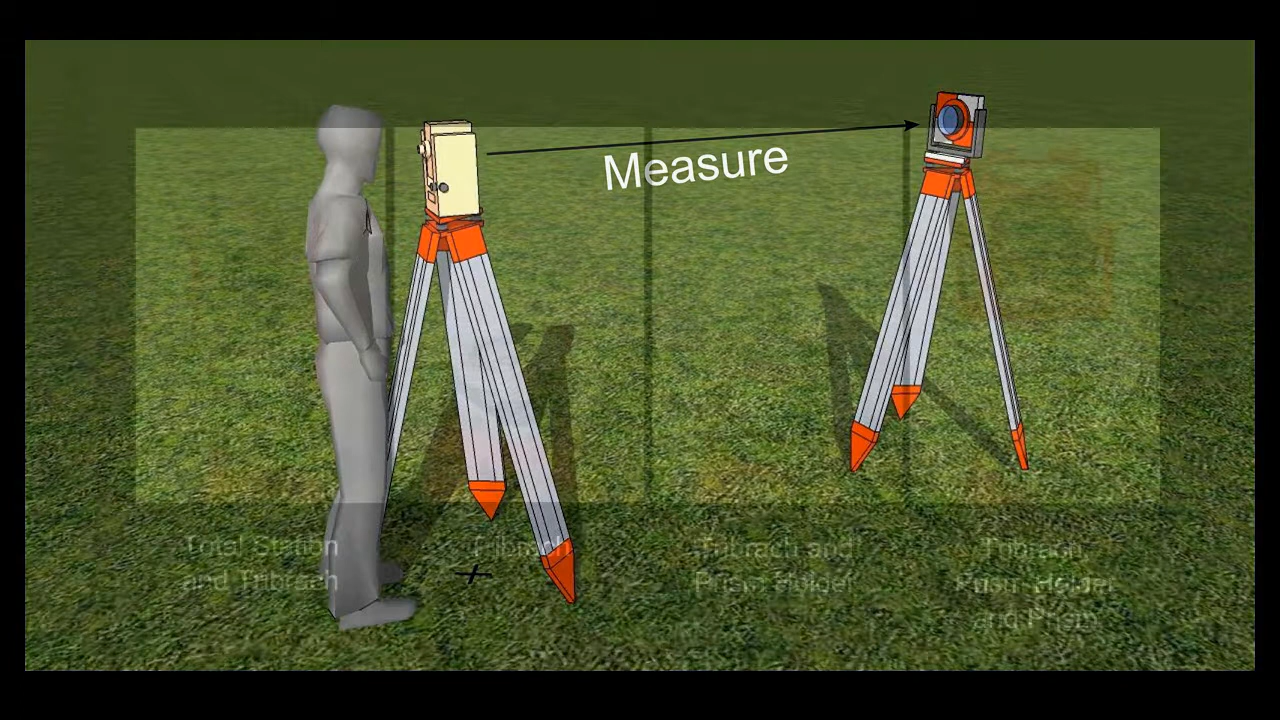 Measure
Total Station
and Tribrach
Tribrach
Tribrach and
Prism Holder
Tribrach,
Prism Holder
and Prism